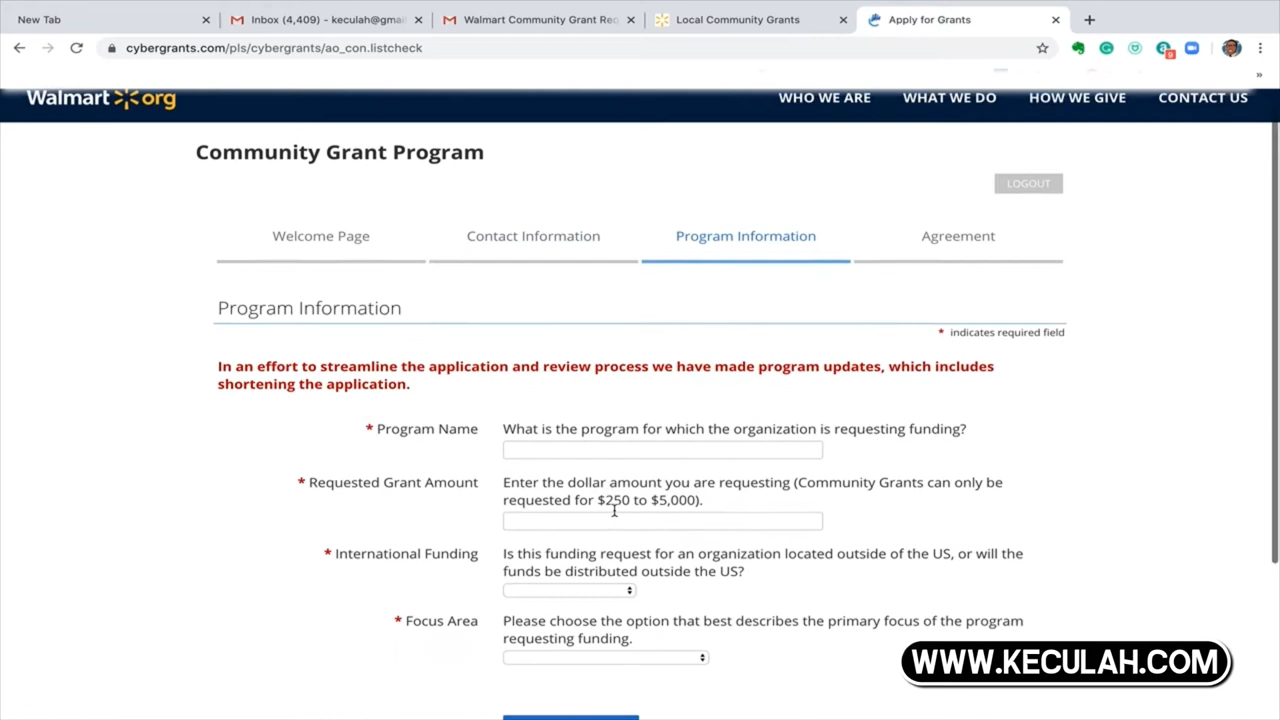 New Tab
Inbox (4,409) - keculah@gmai
Walmart Community Grant Req
Local Community Grants
Apply for Grants
cybergrants.com/pls/cybergrants/ao_con.listcheck
9
Walmart org
WHO WE ARE
WHAT WE DO
HOW WE GIVE
CONTACT US
Community Grant Program
LOGOUT
Welcome Page
Contact Information
Program Information
Agreement
Program Information
* indicates required field
In an effort to streamline the application and review process we have made program updates, which includes
shortening the application.
* Program Name
What is the program for which the organization is requesting funding?
* Requested Grant Amount
Enter the dollar amount you are requesting (Community Grants can only be
requested for $250 to $5,000).
* International Funding
Is this funding request for an organization located outside of the US, or will the
funds be distributed outside the US?
* Focus Area
Please choose the option that best describes the primary focus of the program
requesting funding.
WWW.KECULAH.COM